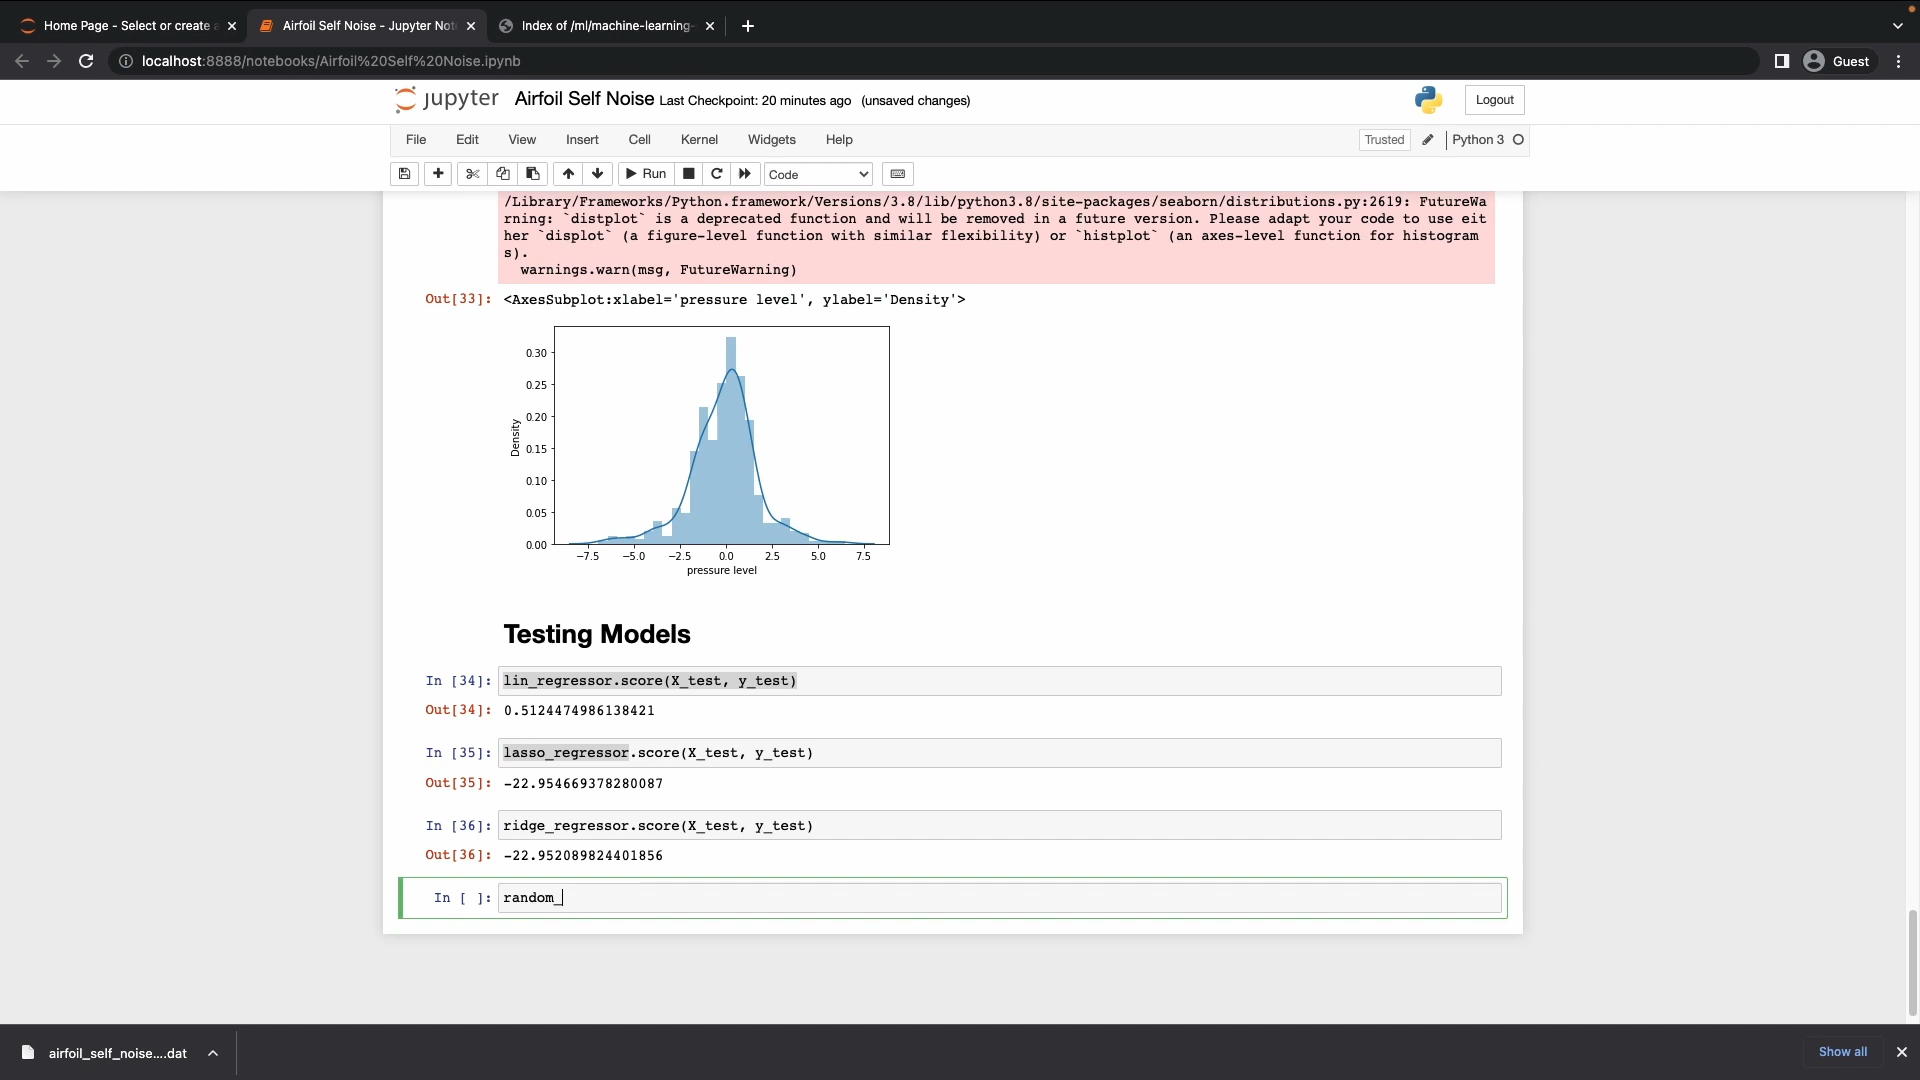 Home Page - Select or create a
Airfoil Self Noise - Jupyter Not
Index of /ml/machine-learning-
localhost:8888/notebooks/Airfoil%20Self%20Noise.ipynb
Guest
jupyter Airfoil Self Noise Last Checkpoint: 20 minutes ago (unsaved changes)
Logout
File Edit View Insert Cell Kernel Widgets Help
Trusted Python 3
Run Code
/Library/Frameworks/Python.framework/Versions/3.8/lib/python3.8/site-packages/seaborn/distributions.py:2619: FutureWa
rning: `distplot` is a deprecated function and will be removed in a future version. Please adapt your code to use eit
her `displot` (a figure-level function with similar flexibility) or `histplot` (an axes-level function for histogram
s).
warnings.warn(msg, FutureWarning)
Out[33]: <AxesSubplot:xlabel='pressure level', ylabel='Density'>
0.30
0.25
0.20
0.15
0.10
0.05
0.00
Density
−7.5 −5.0 −2.5 0.0 2.5 5.0 7.5
pressure level
Testing Models
In [34]: lin_regressor.score(X_test, y_test)
Out[34]: 0.5124474986138421
In [35]: lasso_regressor.score(X_test, y_test)
Out[35]: -22.954669378280087
In [36]: ridge_regressor.score(X_test, y_test)
Out[36]: -22.952089824401856
In [ ]: random_
airfoil_self_noise....dat
Show all